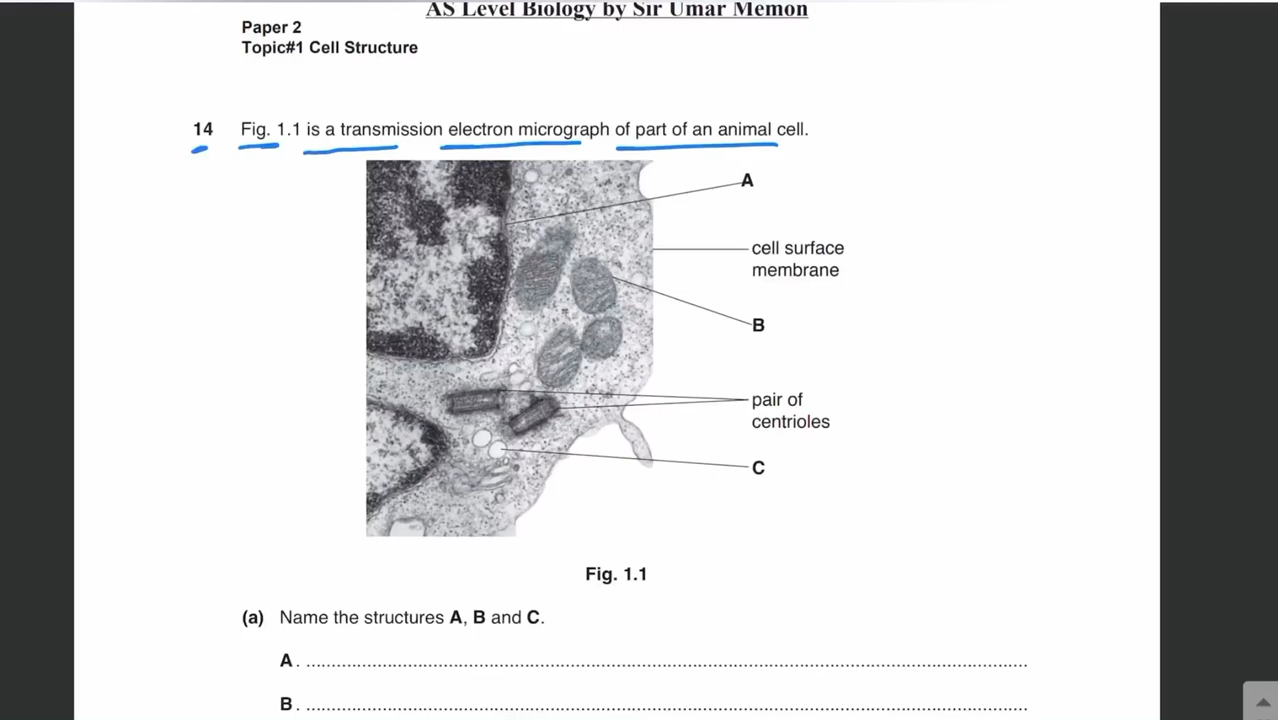 AS Level Biology by Sir Umar Memon
Paper 2
Topic#1 Cell Structure
14 Fig. 1.1 is a transmission electron micrograph of part of an animal cell.
A
cell surface
membrane
B
pair of
centrioles
C
Fig. 1.1
(a) Name the structures A, B and C.
A. ................................................................................................................................................
B. ................................................................................................................................................